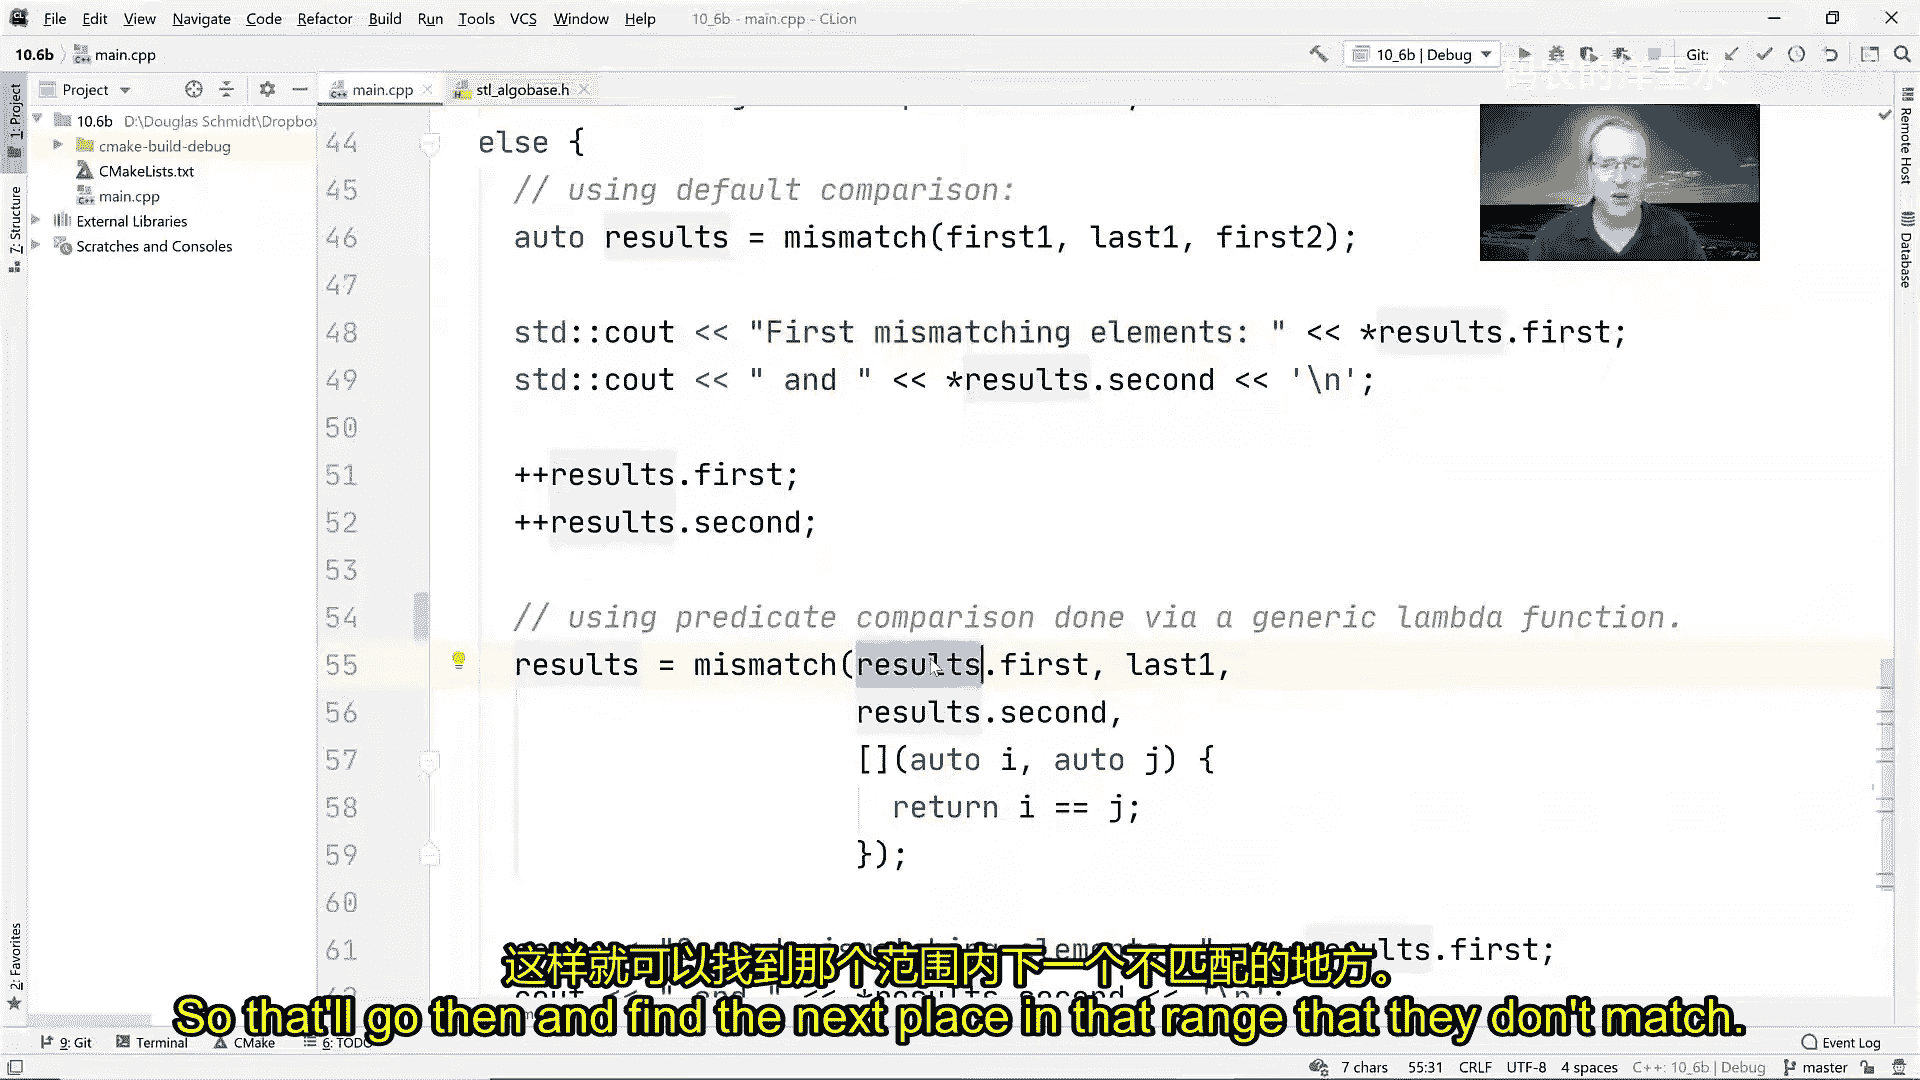 File Edit View Navigate Code Refactor Build Run Tools VCS Window Help 10_6b - main.cpp - CLion
10.6b main.cpp 10_6b | Debug Git:
码农的洋墨水
Project main.cpp stl_algobase.h
1: Project
7: Structure
2: Favorites
10.6b D:\Douglas Schmidt\Dropbox
cmake-build-debug
CMakeLists.txt
main.cpp
External Libraries
Scratches and Consoles
Remote Host
Database
44 else {
45 // using default comparison:
46 auto results = mismatch(first1, last1, first2);
47
48 std::cout << "First mismatching elements: " << *results.first;
49 std::cout << " and " << *results.second << '\n';
50
51 ++results.first;
52 ++results.second;
53
54 // using predicate comparison done via a generic lambda function.
55 results = mismatch(results.first, last1,
56 results.second,
57 [](auto i, auto j) {
58 return i == j;
59 });
60
61 .first;
这样就可以找到那个范围内下一个不匹配的地方。
So that'll go then and find the next place in that range that they don't match.
9: Git Terminal CMake 6: TODO Event Log
7 chars 55:31 CRLF UTF-8 4 spaces C++: 10_6b | Debug master